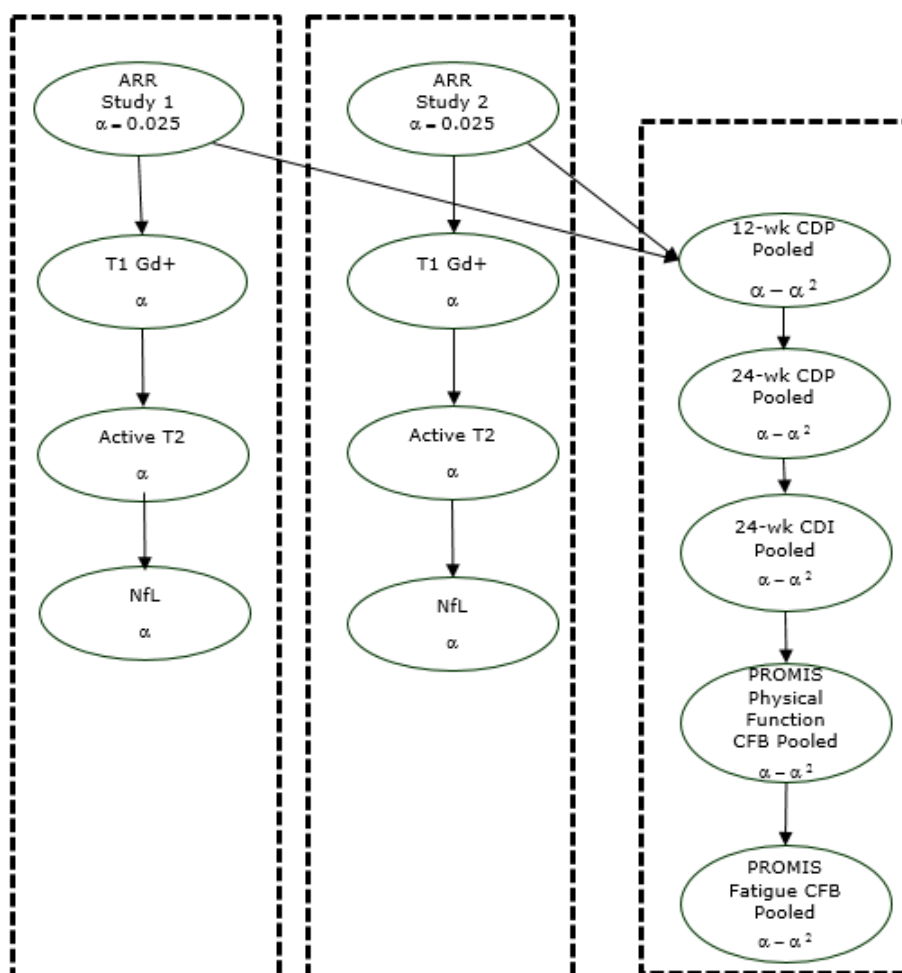 ARR
Study 1
α – 0.025
T1 Gd+
α
Active T2
α
NfL
α
ARR
Study 2
α – 0.025
T1 Gd+
α
Active T2
α
NfL
α
12-wk CDP
Pooled
α – α²
24-wk CDP
Pooled
α – α²
24-wk CDI
Pooled
α – α²
PROMIS
Physical
Function
CFB Pooled
α – α²
PROMIS
Fatigue CFB
Pooled
α – α²